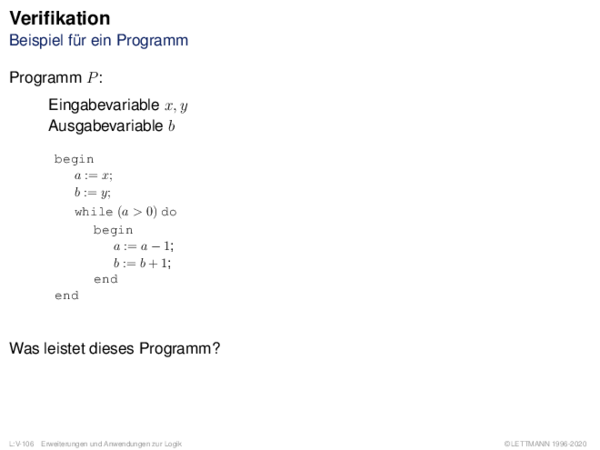 Verifikation
Beispiel für ein Programm
Programm P:
Eingabevariable x, y
Ausgabevariable b
begin
a := x;
b := y;
while (a > 0) do
begin
a := a − 1;
b := b + 1;
end
end
Was leistet dieses Programm?
L:V-106 Erweiterungen und Anwendungen zur Logik ©LETTMANN 1996-2020